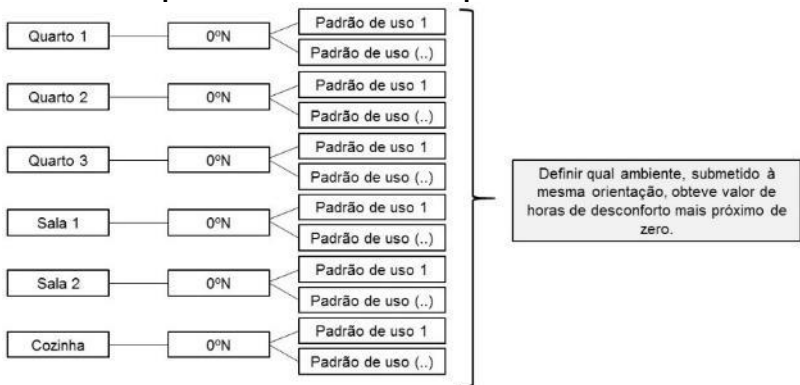 Quarto 1
0ºN
Padrão de uso 1
Padrão de uso (..)
Quarto 2
0ºN
Padrão de uso 1
Padrão de uso (..)
Quarto 3
0ºN
Padrão de uso 1
Padrão de uso (..)
Sala 1
0ºN
Padrão de uso 1
Padrão de uso (..)
Sala 2
0ºN
Padrão de uso 1
Padrão de uso (..)
Cozinha
0ºN
Padrão de uso 1
Padrão de uso (..)
Definir qual ambiente, submetido à
mesma orientação, obteve valor de
horas de desconforto mais próximo de
zero.